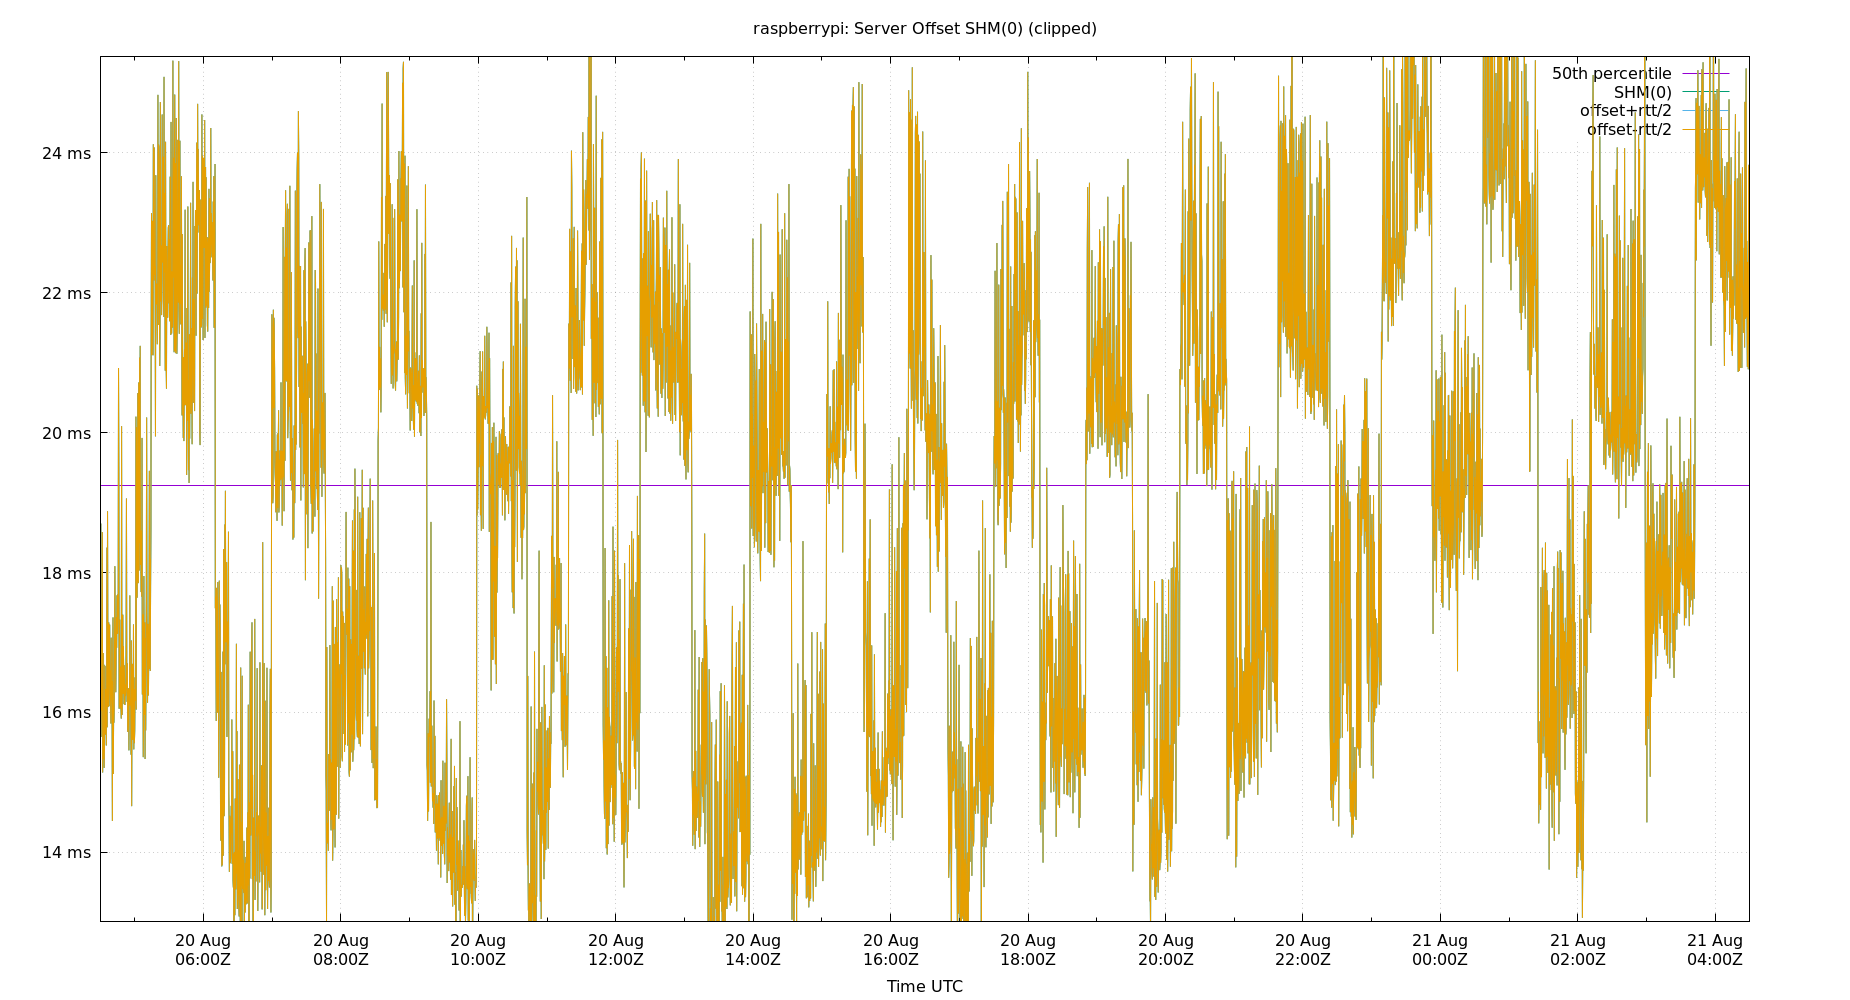 raspberrypi: Server Offset SHM(0) (clipped)
50th percentile
SHM(0)
offset+rtt/2
offset-rtt/2
24 ms
22 ms
20 ms
18 ms
16 ms
14 ms
20 Aug 20 Aug 20 Aug 20 Aug 20 Aug 20 Aug 20 Aug 20 Aug 20 Aug 21 Aug 21 Aug 21 Aug
06:00Z 08:00Z 10:00Z 12:00Z 14:00Z 16:00Z 18:00Z 20:00Z 22:00Z 00:00Z 02:00Z 04:00Z
Time UTC